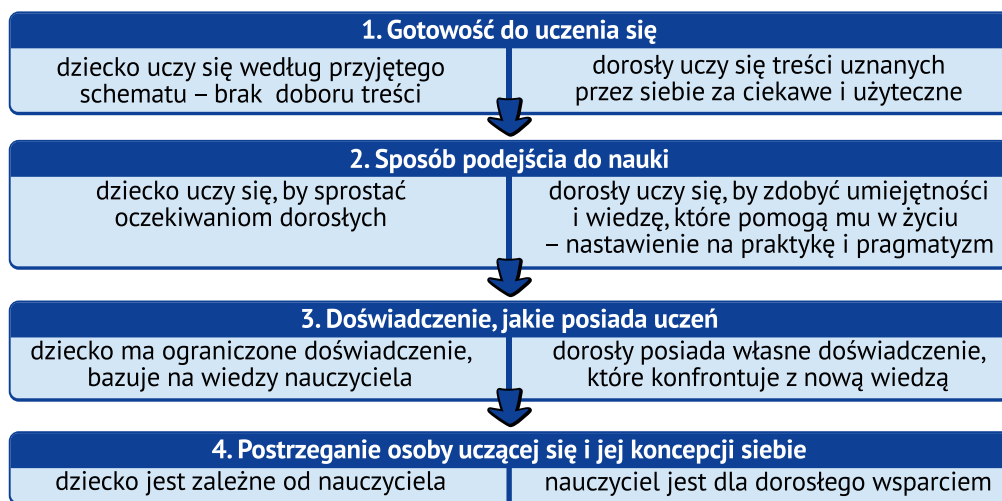 1. Gotowość do uczenia się
dziecko uczy się według przyjętego
schematu – brak doboru treści
dorosły uczy się treści uznanych
przez siebie za ciekawe i użyteczne
2. Sposób podejścia do nauki
dziecko uczy się, by sprostać
oczekiwaniom dorosłych
dorosły uczy się, by zdobyć umiejętności
i wiedzę, które pomogą mu w życiu
– nastawienie na praktykę i pragmatyzm
3. Doświadczenie, jakie posiada uczeń
dziecko ma ograniczone doświadczenie,
bazuje na wiedzy nauczyciela
dorosły posiada własne doświadczenie,
które konfrontuje z nową wiedzą
4. Postrzeganie osoby uczącej się i jej koncepcji siebie
dziecko jest zależne od nauczyciela
nauczyciel jest dla dorosłego wsparciem